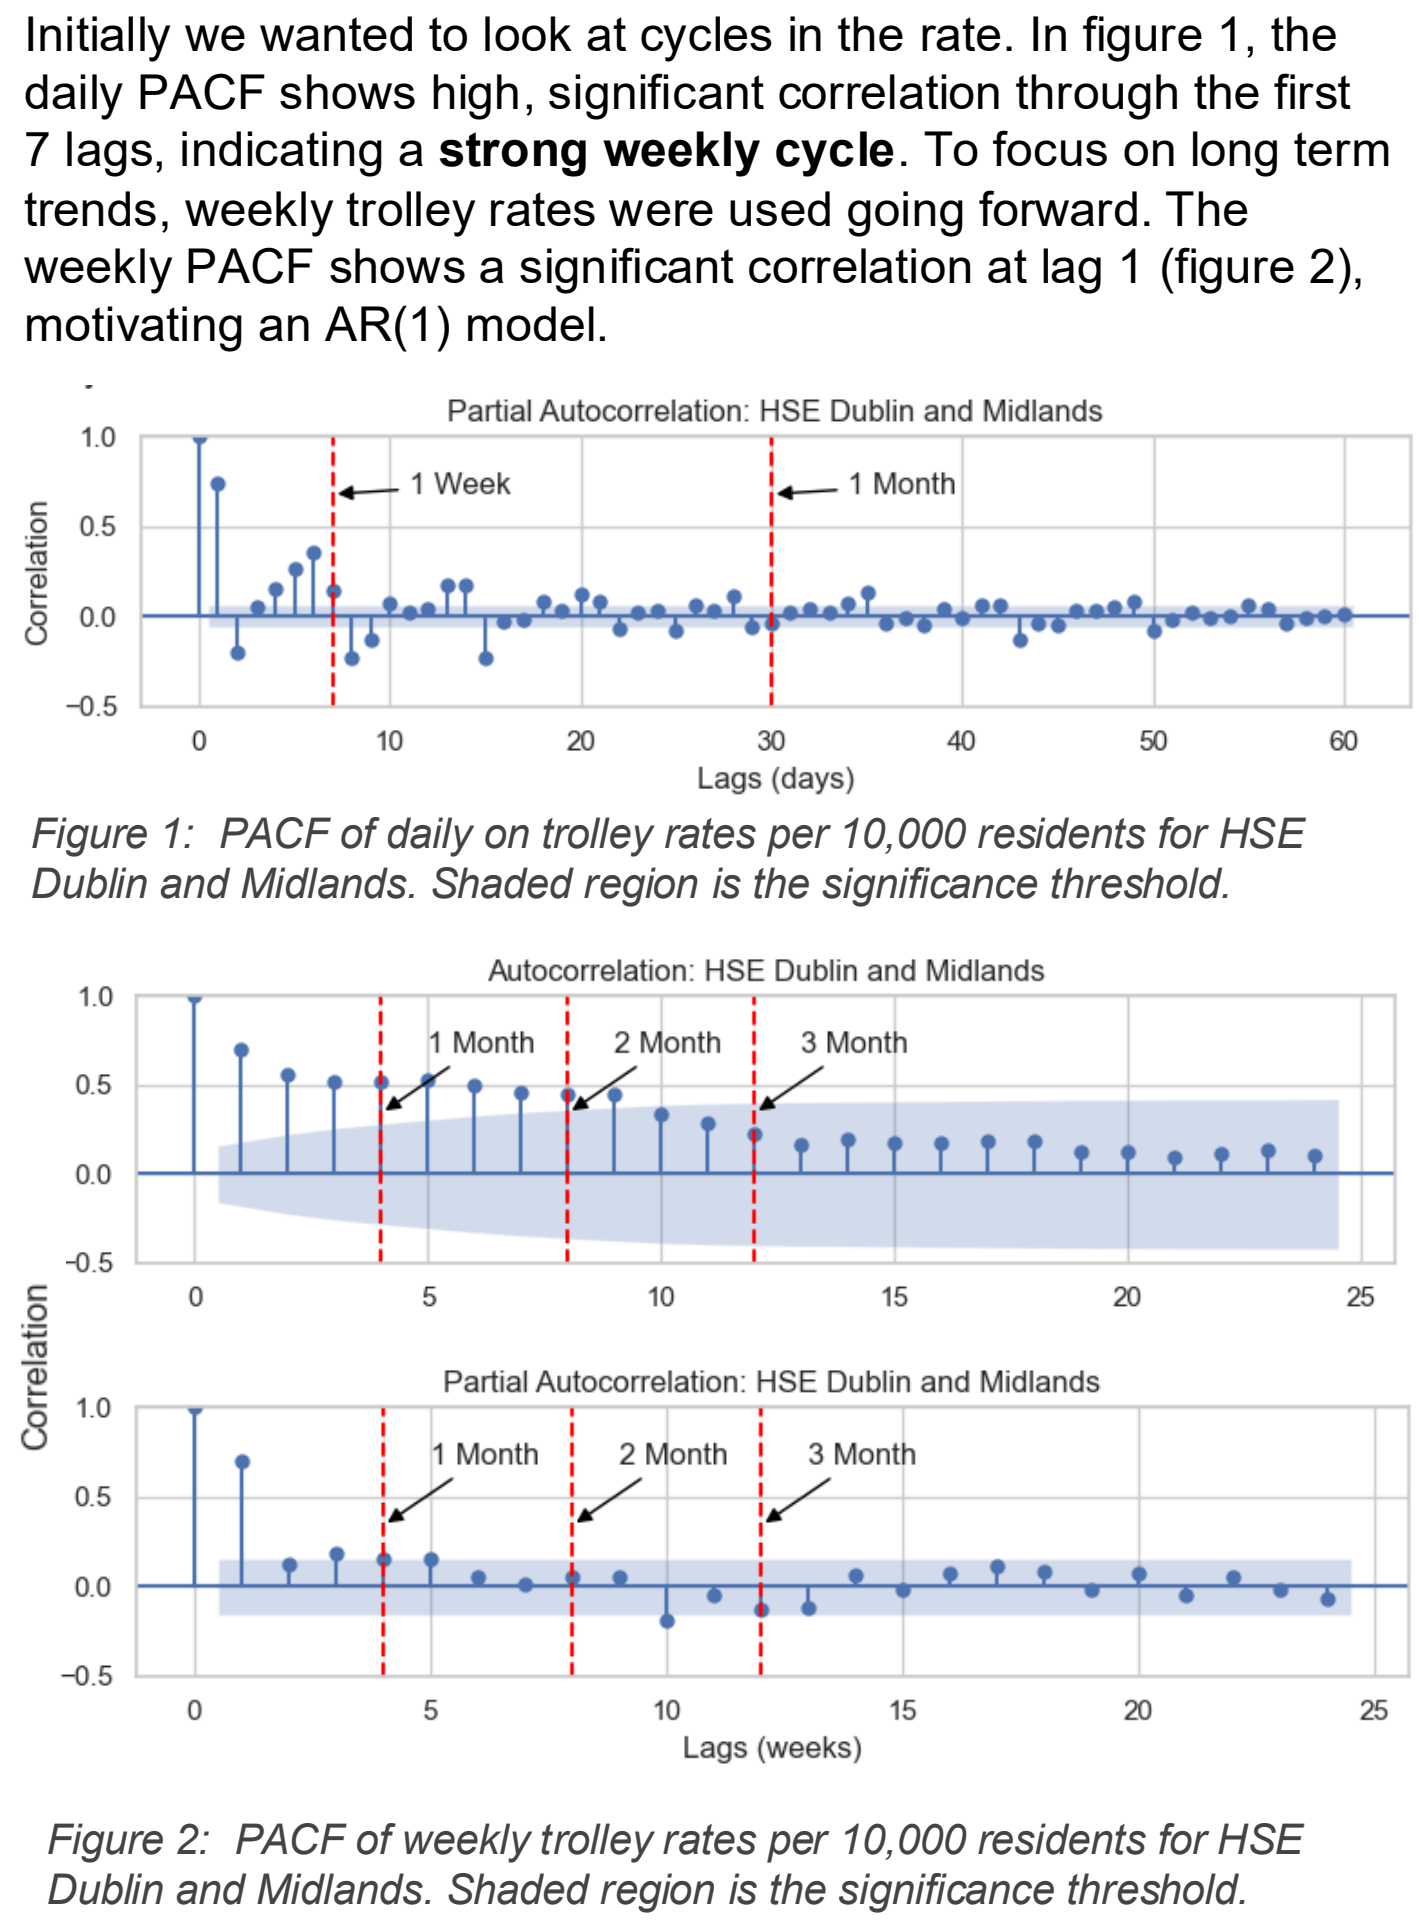 Initially we wanted to look at cycles in the rate. In figure 1, the
daily PACF shows high, significant correlation through the first
7 lags, indicating a strong weekly cycle. To focus on long term
trends, weekly trolley rates were used going forward. The
weekly PACF shows a significant correlation at lag 1 (figure 2),
motivating an AR(1) model.
Partial Autocorrelation: HSE Dublin and Midlands
1.0
0.5
0.0
−0.5
Correlation
1 Week
1 Month
0 10 20 30 40 50 60
Lags (days)
Figure 1: PACF of daily on trolley rates per 10,000 residents for HSE
Dublin and Midlands. Shaded region is the significance threshold.
Autocorrelation: HSE Dublin and Midlands
1.0
0.5
0.0
−0.5
1 Month
2 Month
3 Month
0 5 10 15 20 25
Correlation
Partial Autocorrelation: HSE Dublin and Midlands
1.0
0.5
0.0
−0.5
1 Month
2 Month
3 Month
0 5 10 15 20 25
Lags (weeks)
Figure 2: PACF of weekly trolley rates per 10,000 residents for HSE
Dublin and Midlands. Shaded region is the significance threshold.